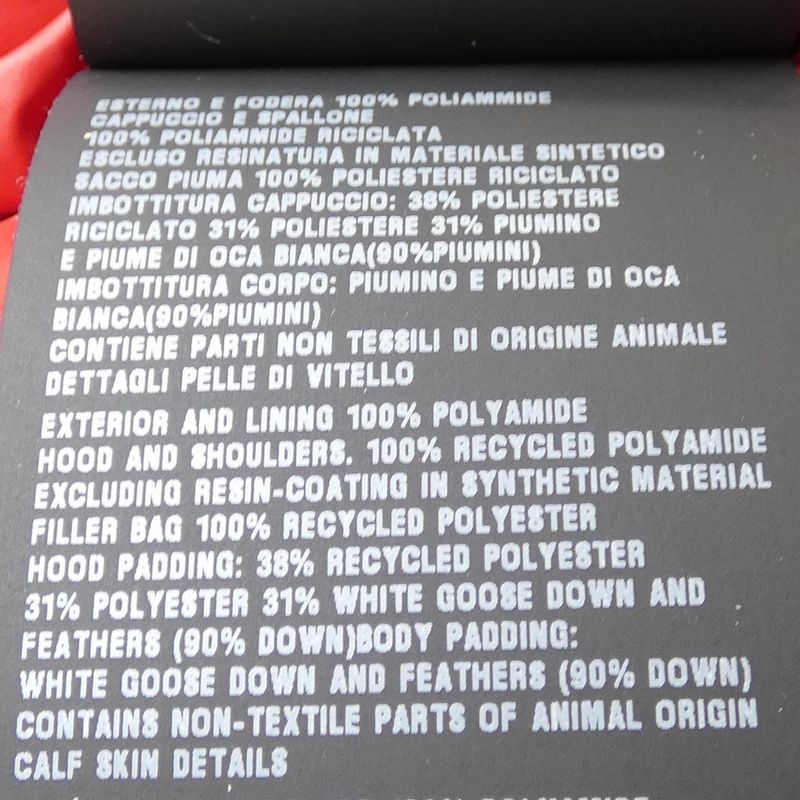 ESTERNO E FODERA 100% POLIAMMIDE
CAPPUCCIO E SPALLONE
100% POLIAMMIDE RICICLATA
ESCLUSO RESINATURA IN MATERIALE SINTETICO
SACCO PIUMA 100% POLIESTERE RICICLATO
IMBOTTITURA CAPPUCCIO: 38% POLIESTERE
RICICLATO 31% POLIESTERE 31% PIUMINO
E PIUME DI OCA BIANCA(90%PIUMINI)
IMBOTTITURA CORPO: PIUMINO E PIUME DI OCA
BIANCA(90%PIUMINI)
CONTIENE PARTI NON TESSILI DI ORIGINE ANIMALE
DETTAGLI PELLE DI VITELLO
EXTERIOR AND LINING 100% POLYAMIDE
HOOD AND SHOULDERS. 100% RECYCLED POLYAMIDE
EXCLUDING RESIN-COATING IN SYNTHETIC MATERIAL
FILLER BAG 100% RECYCLED POLYESTER
HOOD PADDING: 38% RECYCLED POLYESTER
31% POLYESTER 31% WHITE GOOSE DOWN AND
FEATHERS (90% DOWN)BODY PADDING:
WHITE GOOSE DOWN AND FEATHERS (90% DOWN)
CONTAINS NON-TEXTILE PARTS OF ANIMAL ORIGIN
CALF SKIN DETAILS